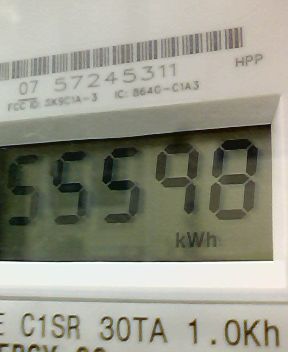 07 57245311
HPP
FCC ID: SK9C1A-3 IC: 864G-C1A3
55598
kWh
C1SR 30TA 1.0Kh